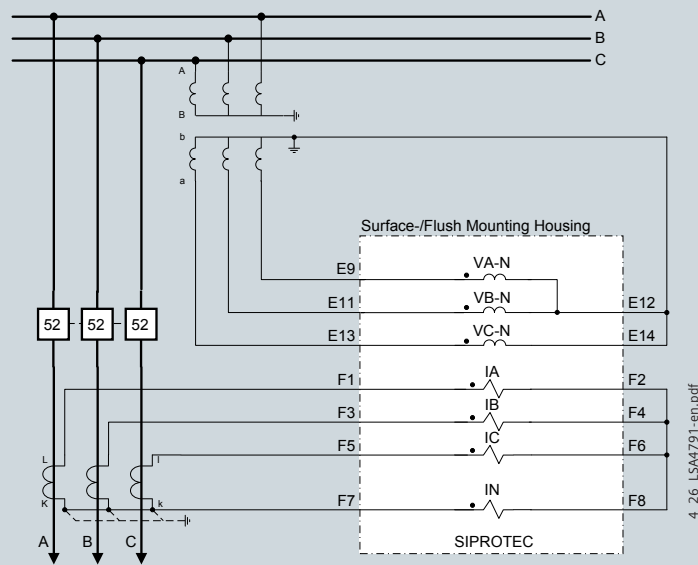 A
B
C
A
B
b
a
Surface-/Flush Mounting Housing
E9
VA-N
E11
VB-N
E12
E13
VC-N
E14
52
52
52
F1
IA
F2
F3
IB
F4
F5
IC
F6
L
l
K
k
F7
IN
F8
SIPROTEC
A
B
C
4_26_LSA4791-en.pdf